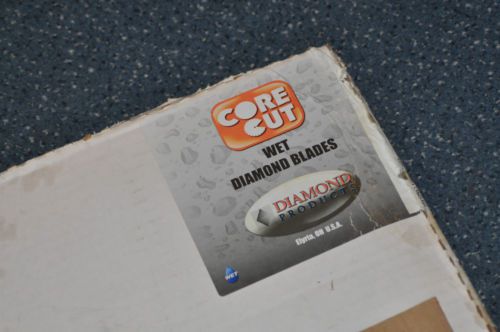 CORE
CUT
WET
DIAMOND BLADES
DIAMOND
PRODUCTS
Elyria, OH U.S.A.
WET